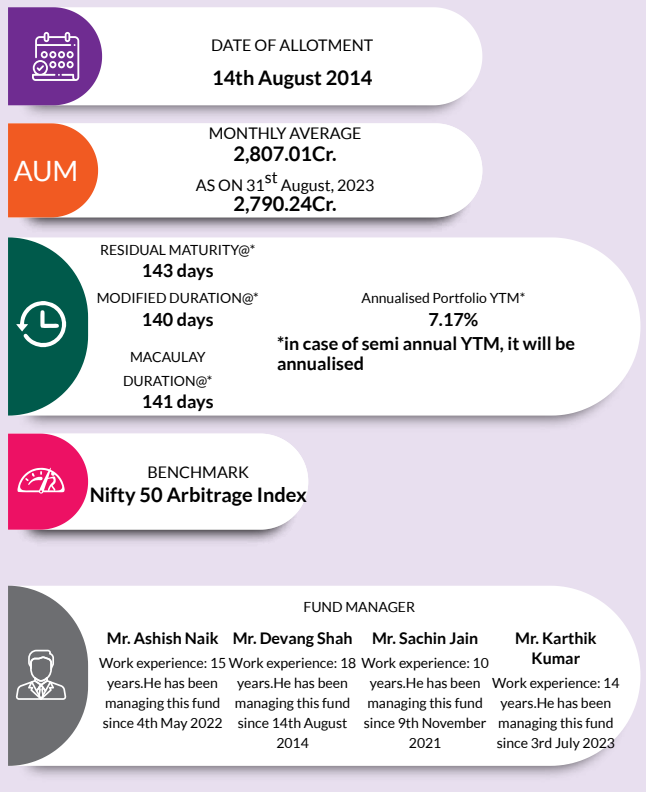 DATE OF ALLOTMENT
14th August 2014
AUM
MONTHLY AVERAGE
2,807.01Cr.
AS ON 31st August, 2023
2,790.24Cr.
RESIDUAL MATURITY@*
143 days
MODIFIED DURATION@*
140 days
MACAULAY
DURATION@*
141 days
Annualised Portfolio YTM*
7.17%
*in case of semi annual YTM, it will be
annualised
BENCHMARK
Nifty 50 Arbitrage Index
FUND MANAGER
Mr. Ashish Naik
Work experience: 15
years.He has been
managing this fund
since 4th May 2022
Mr. Devang Shah
Work experience: 18
years.He has been
managing this fund
since 14th August
2014
Mr. Sachin Jain
Work experience: 10
years.He has been
managing this fund
since 9th November
2021
Mr. Karthik
Kumar
Work experience: 14
years.He has been
managing this fund
since 3rd July 2023